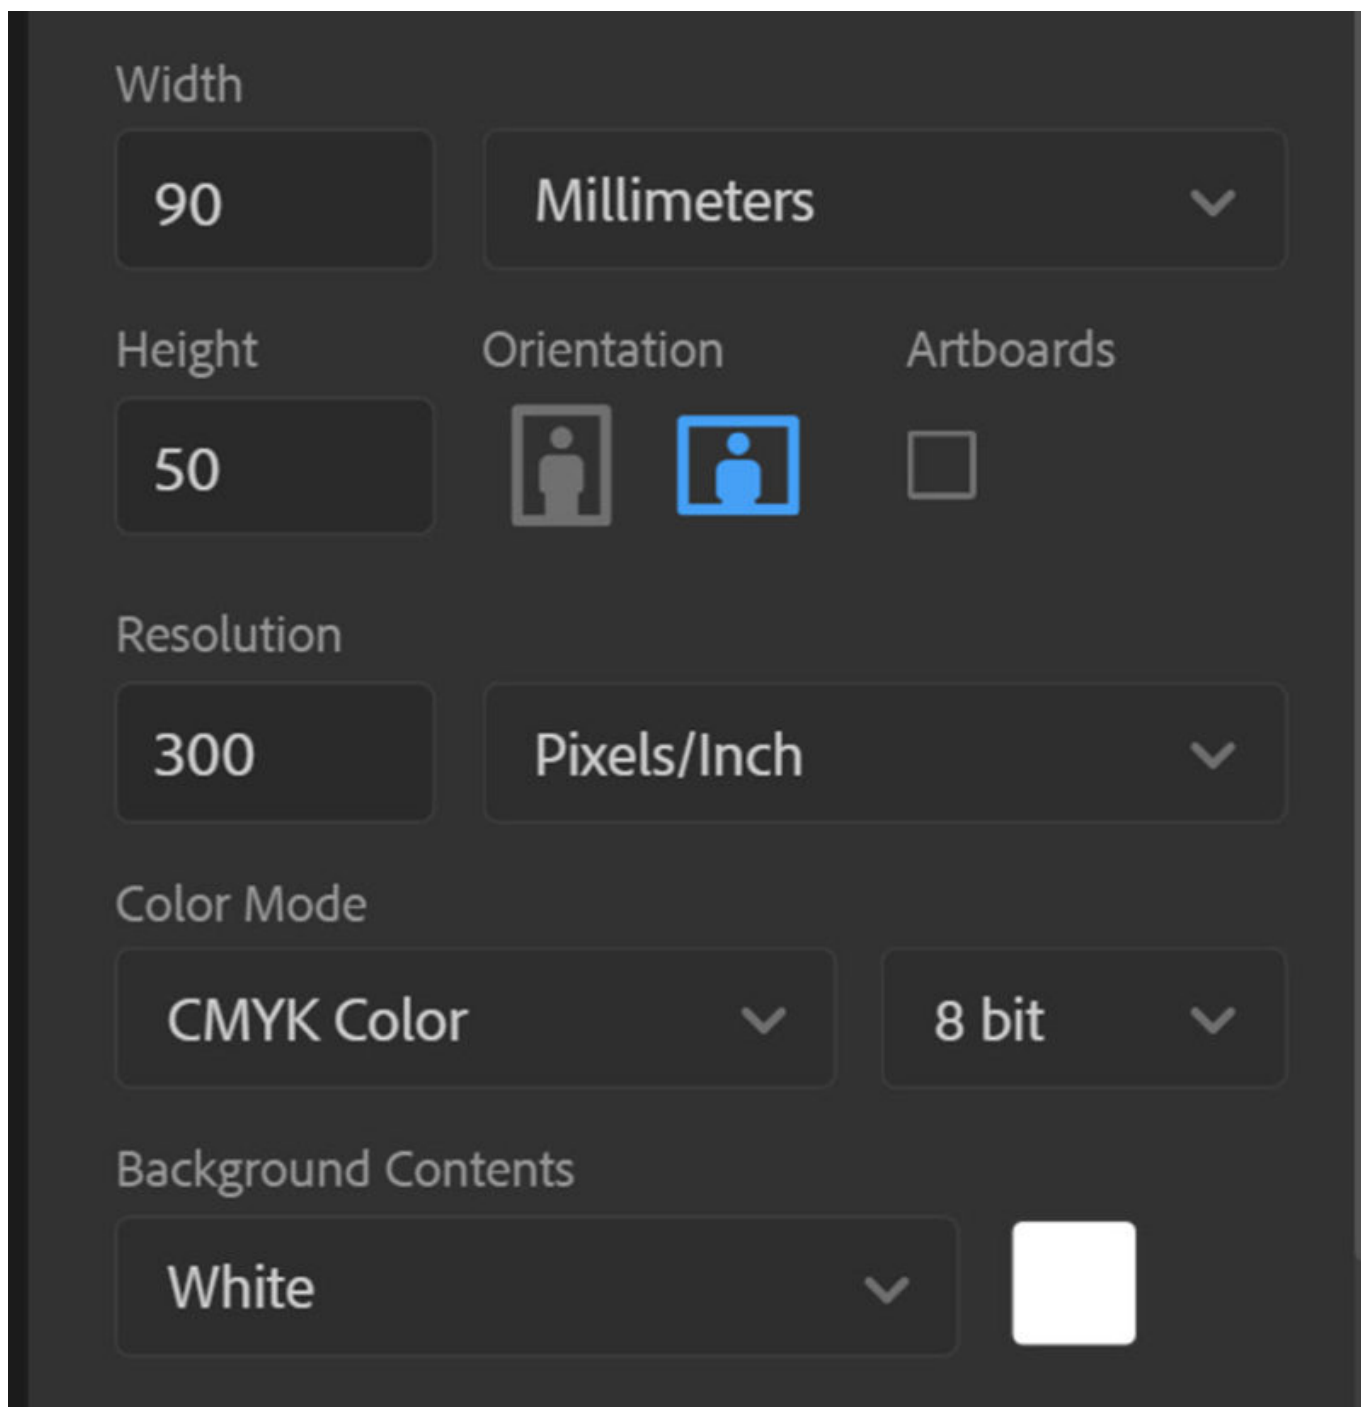 Width
90 Millimeters
Height Orientation Artboards
50
Resolution
300 Pixels/Inch
Color Mode
CMYK Color 8 bit
Background Contents
White